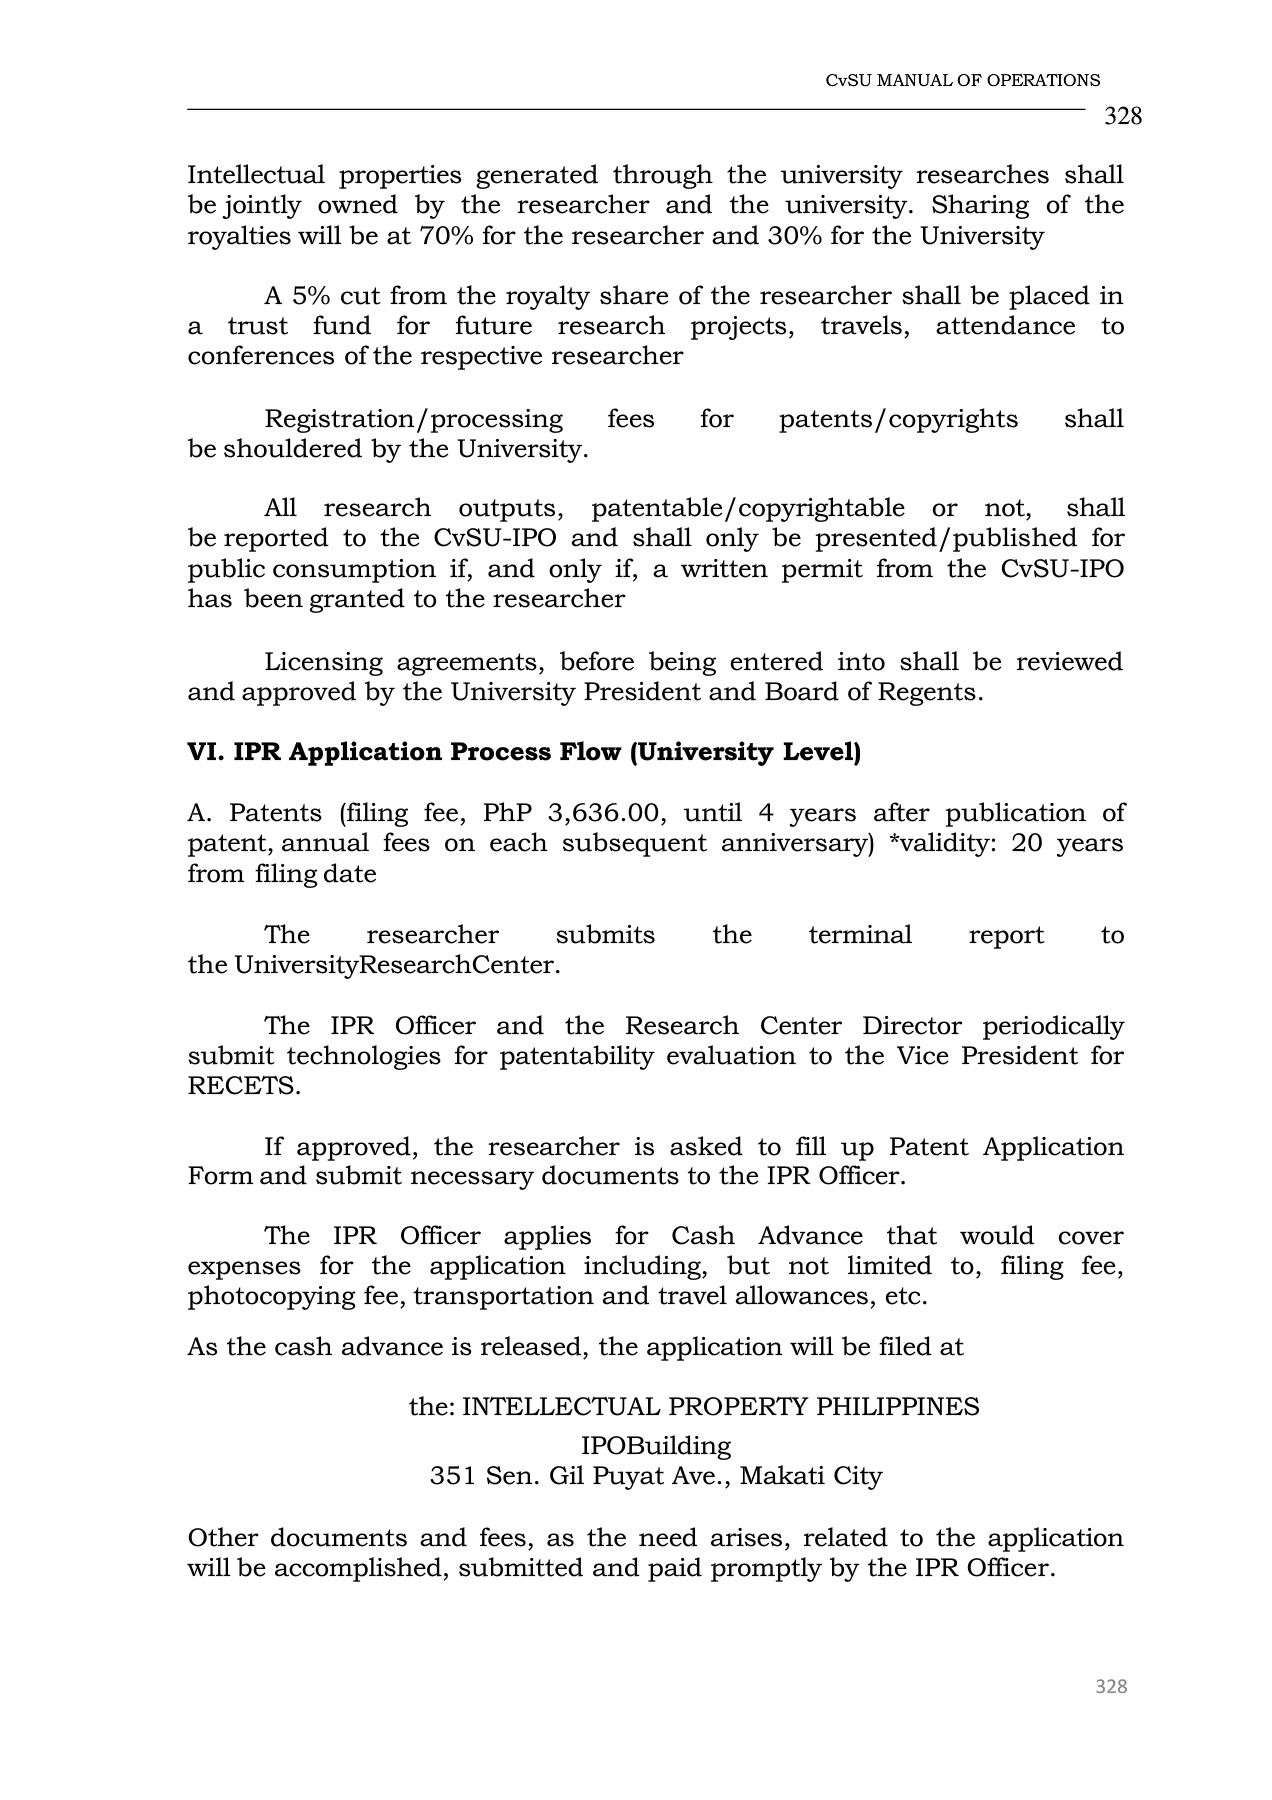 CvSU MANUAL OF OPERATIONS
328
Intellectual properties generated through the university researches shall
be jointly owned by the researcher and the university. Sharing of the
royalties will be at 70% for the researcher and 30% for the University
A 5% cut from the royalty share of the researcher shall be placed in
a trust fund for future research projects, travels, attendance to
conferences of the respective researcher
Registration/processing fees for patents/copyrights shall
be shouldered by the University.
All research outputs, patentable/copyrightable or not, shall
be reported to the CvSU-IPO and shall only be presented/published for
public consumption if, and only if, a written permit from the CvSU-IPO
has been granted to the researcher
Licensing agreements, before being entered into shall be reviewed
and approved by the University President and Board of Regents.
VI. IPR Application Process Flow (University Level)
A. Patents (filing fee, PhP 3,636.00, until 4 years after publication of
patent, annual fees on each subsequent anniversary) *validity: 20 years
from filing date
The researcher submits the terminal report to
the UniversityResearchCenter.
The IPR Officer and the Research Center Director periodically
submit technologies for patentability evaluation to the Vice President for
RECETS.
If approved, the researcher is asked to fill up Patent Application
Form and submit necessary documents to the IPR Officer.
The IPR Officer applies for Cash Advance that would cover
expenses for the application including, but not limited to, filing fee,
photocopying fee, transportation and travel allowances, etc.
As the cash advance is released, the application will be filed at
the: INTELLECTUAL PROPERTY PHILIPPINES
IPOBuilding
351 Sen. Gil Puyat Ave., Makati City
Other documents and fees, as the need arises, related to the application
will be accomplished, submitted and paid promptly by the IPR Officer.
328